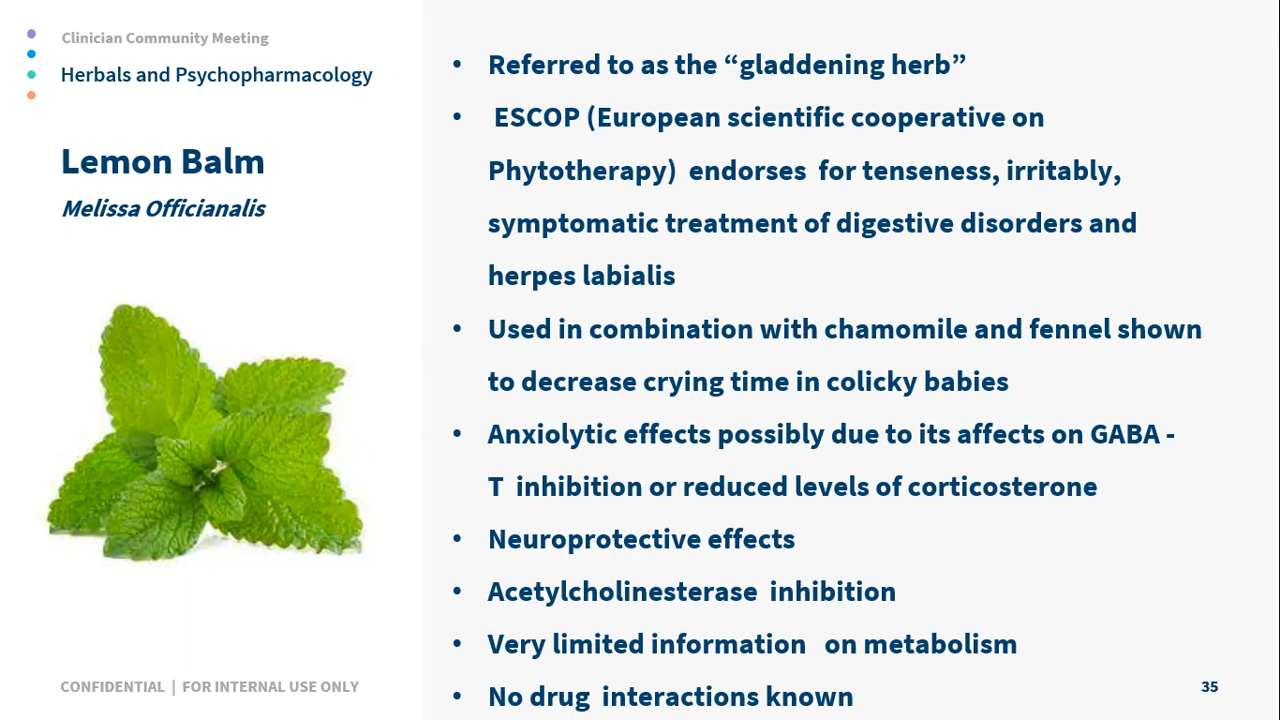 Clinician Community Meeting
Herbals and Psychopharmacology
Lemon Balm
Melissa Officianalis
• Referred to as the “gladdening herb”
• ESCOP (European scientific cooperative on
Phytotherapy) endorses for tenseness, irritably,
symptomatic treatment of digestive disorders and
herpes labialis
• Used in combination with chamomile and fennel shown
to decrease crying time in colicky babies
• Anxiolytic effects possibly due to its affects on GABA -
T inhibition or reduced levels of corticosterone
• Neuroprotective effects
• Acetylcholinesterase inhibition
• Very limited information on metabolism
• No drug interactions known
CONFIDENTIAL | FOR INTERNAL USE ONLY
35